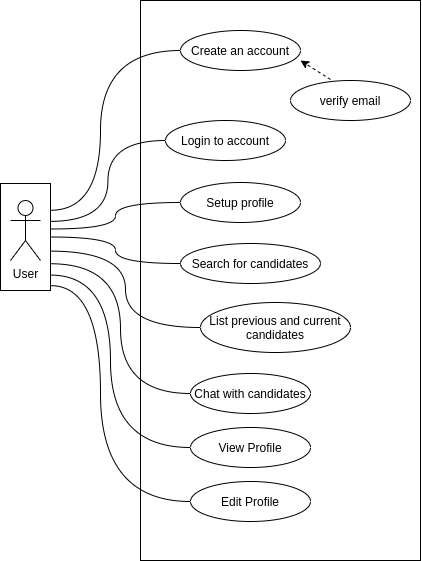 Create an account
verify email
Login to account
Setup profile
User
Search for candidates
List previous and current
candidates
Chat with candidates
View Profile
Edit Profile